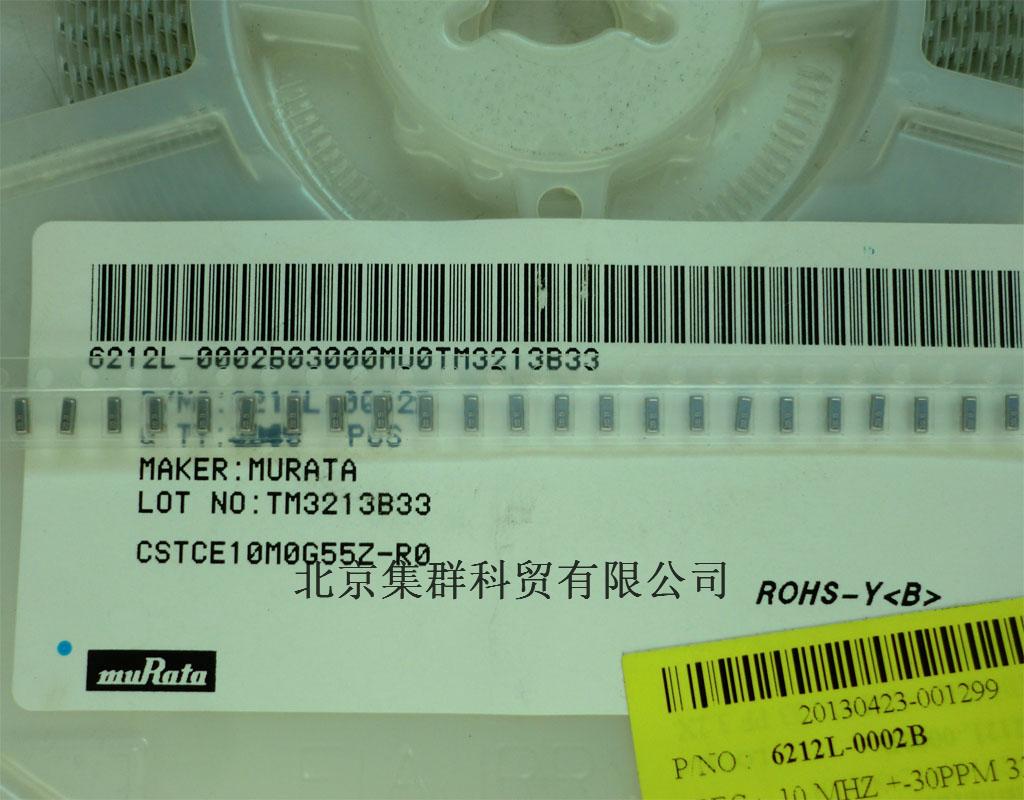 6212L-0002B03000MU0TM3213B33
PCS
MAKER:MURATA
LOT NO:TM3213B33
CSTCE10M0G55Z-R0
北京集群科贸有限公司
ROHS-Y<B>
muRata
20130423-001299
P/NO : 6212L-0002B
10 MHZ +-30PPM